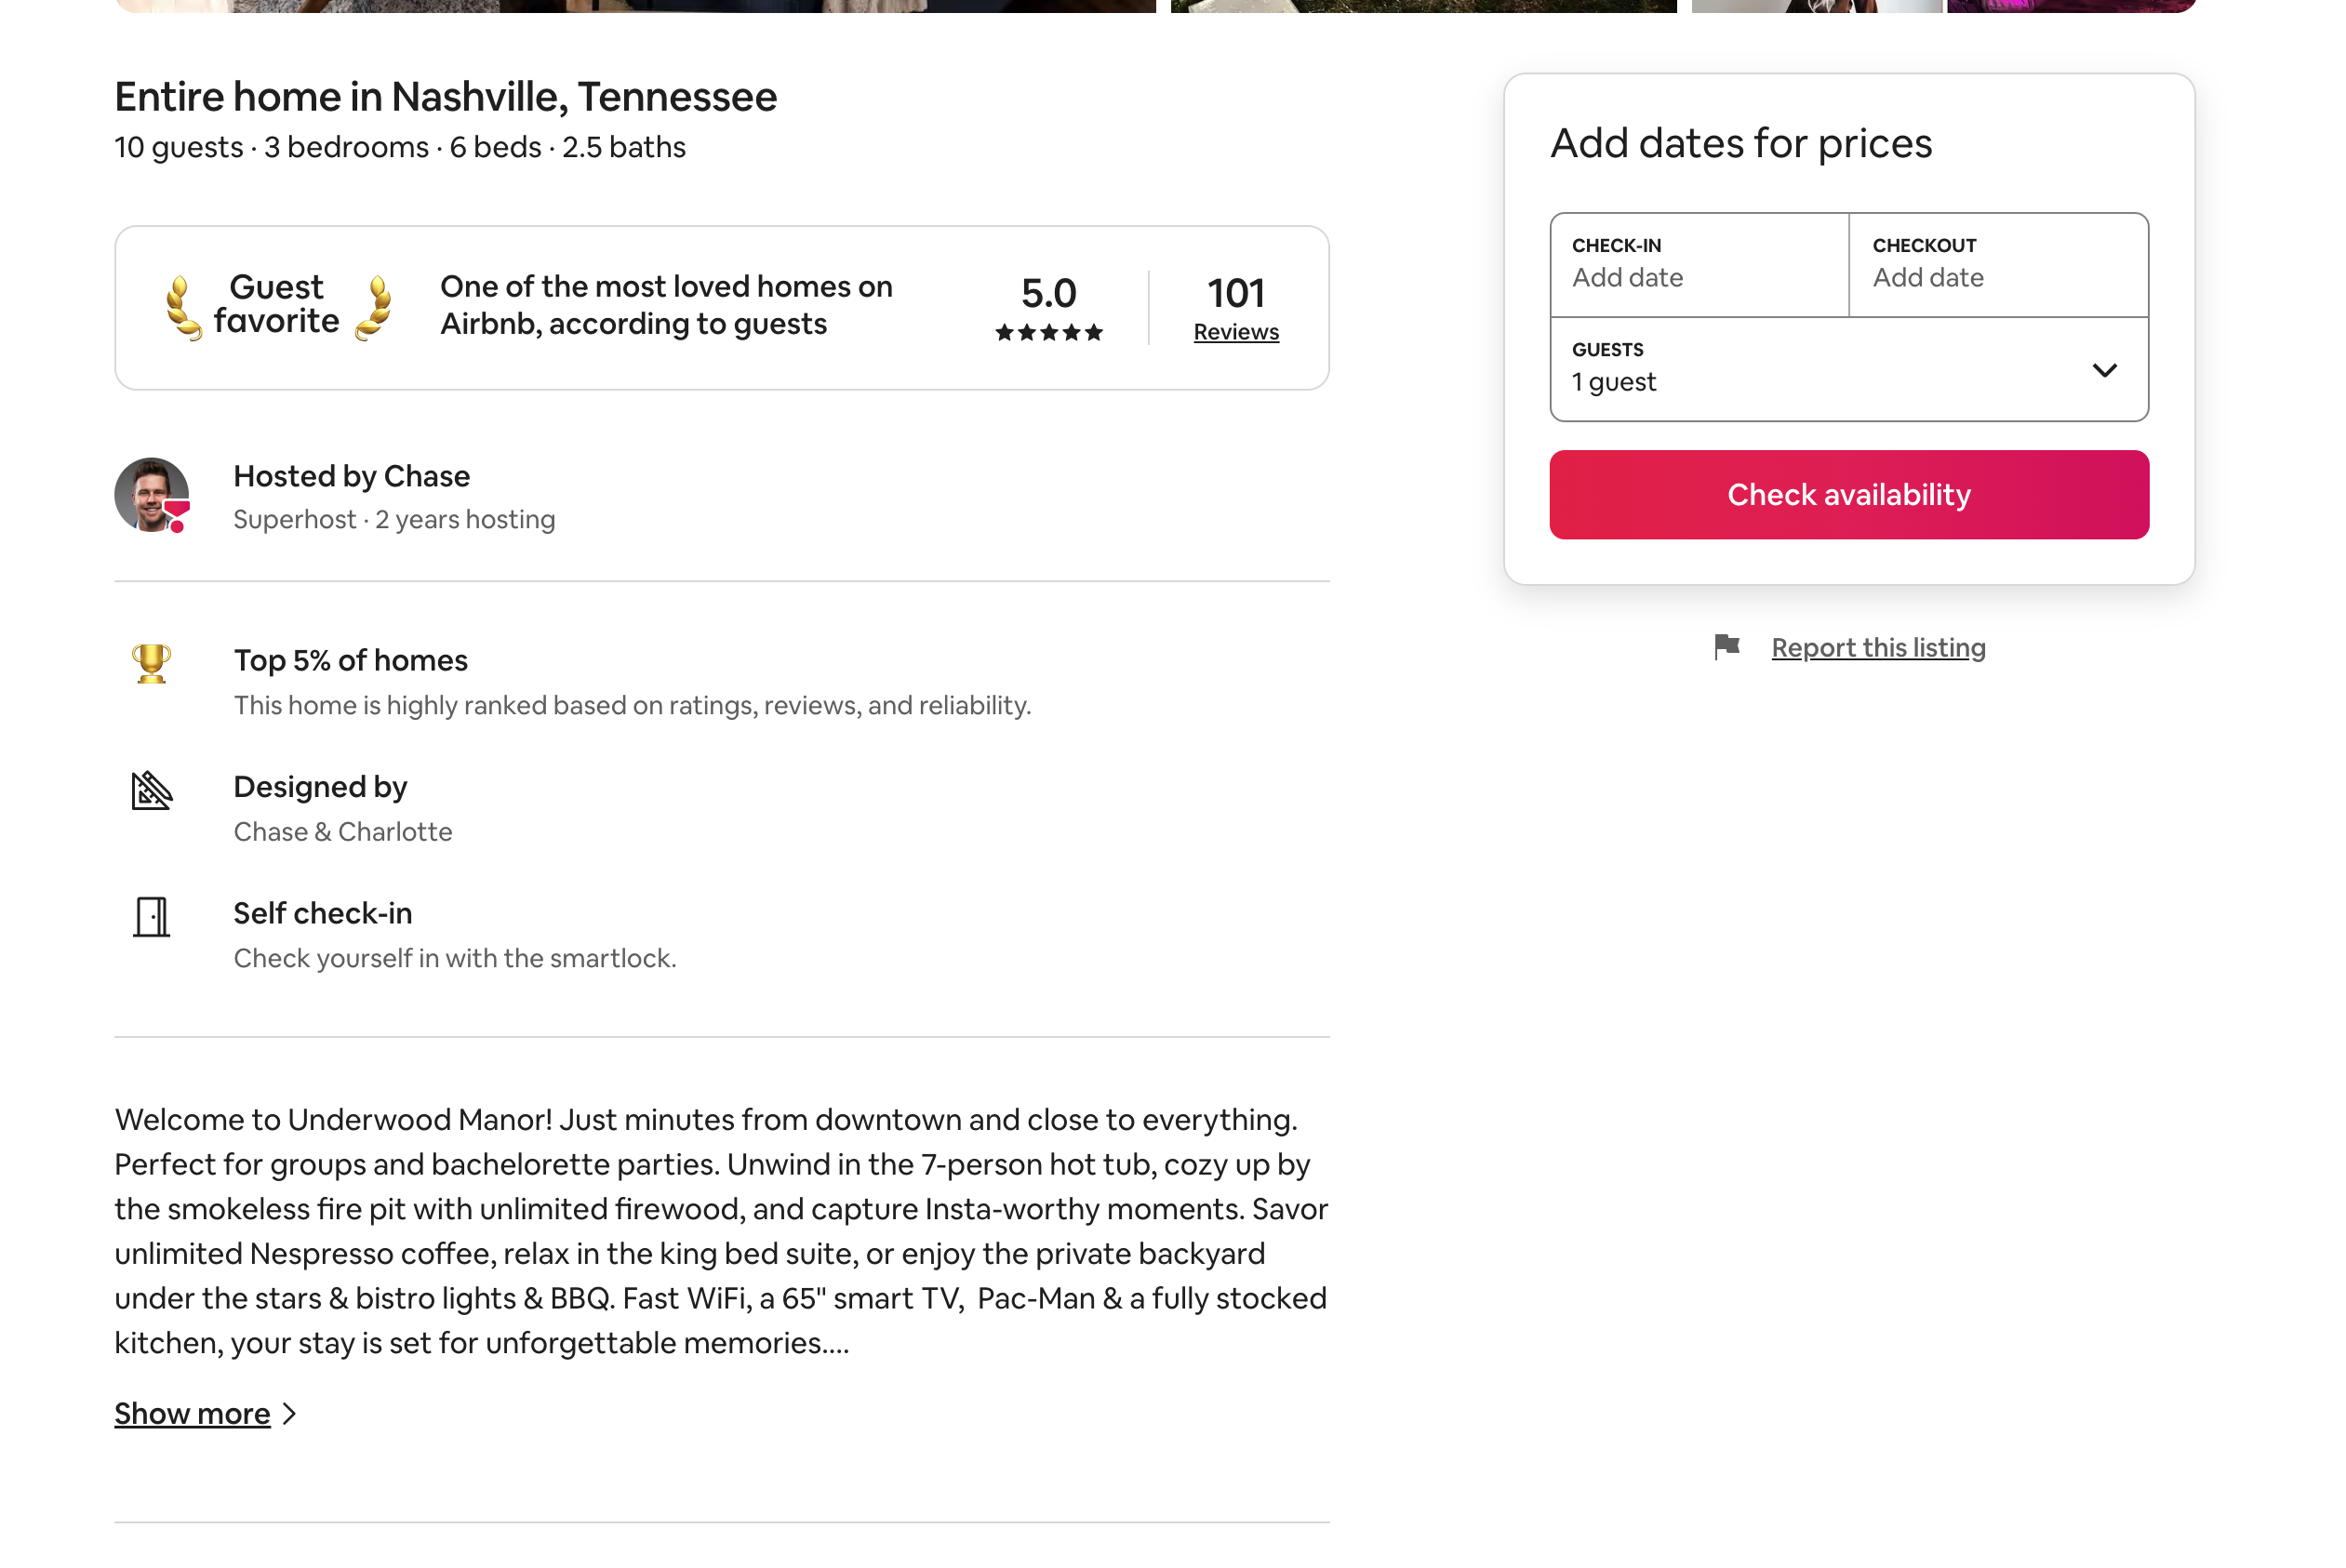 Entire home in Nashville, Tennessee
10 guests · 3 bedrooms · 6 beds · 2.5 baths
Guest
favorite
One of the most loved homes on
Airbnb, according to guests
5.0
101
Reviews
Hosted by Chase
Superhost · 2 years hosting
Top 5% of homes
This home is highly ranked based on ratings, reviews, and reliability.
Designed by
Chase & Charlotte
Self check-in
Check yourself in with the smartlock.
Welcome to Underwood Manor! Just minutes from downtown and close to everything.
Perfect for groups and bachelorette parties. Unwind in the 7-person hot tub, cozy up by
the smokeless fire pit with unlimited firewood, and capture Insta-worthy moments. Savor
unlimited Nespresso coffee, relax in the king bed suite, or enjoy the private backyard
under the stars & bistro lights & BBQ. Fast WiFi, a 65" smart TV,  Pac-Man & a fully stocked
kitchen, your stay is set for unforgettable memories....
Show more
Add dates for prices
CHECK-IN
Add date
CHECKOUT
Add date
GUESTS
1 guest
Check availability
Report this listing